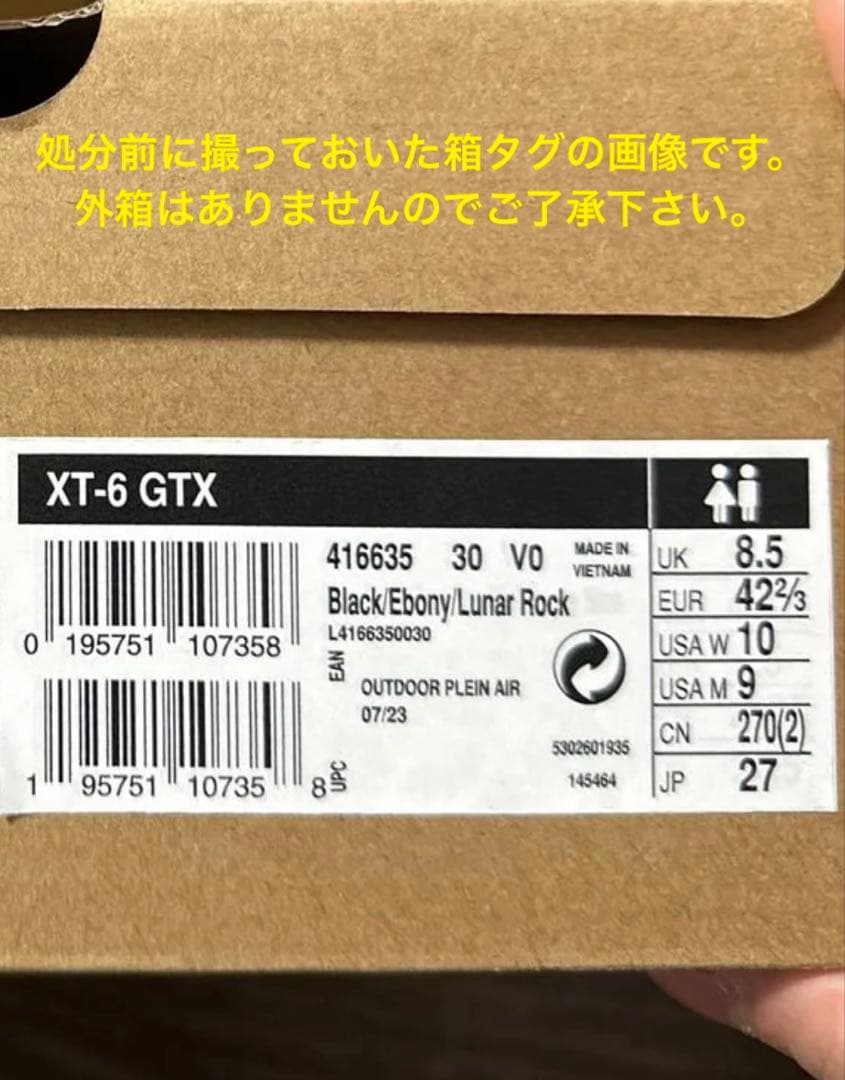 処分前に撮っておいた箱タグの画像です。
外箱はありませんのでご了承下さい。
XT-6 GTX
416635 30 V0
MADE IN
VIETNAM
Black/Ebony/Lunar Rock
L4166350030
0 195751 107358
EAN
OUTDOOR PLEIN AIR
07/23
5302601935
145464
1 95751 10735 8
UPC
UK 8.5
EUR 42⅔
USA W 10
USA M 9
CN 270(2)
JP 27